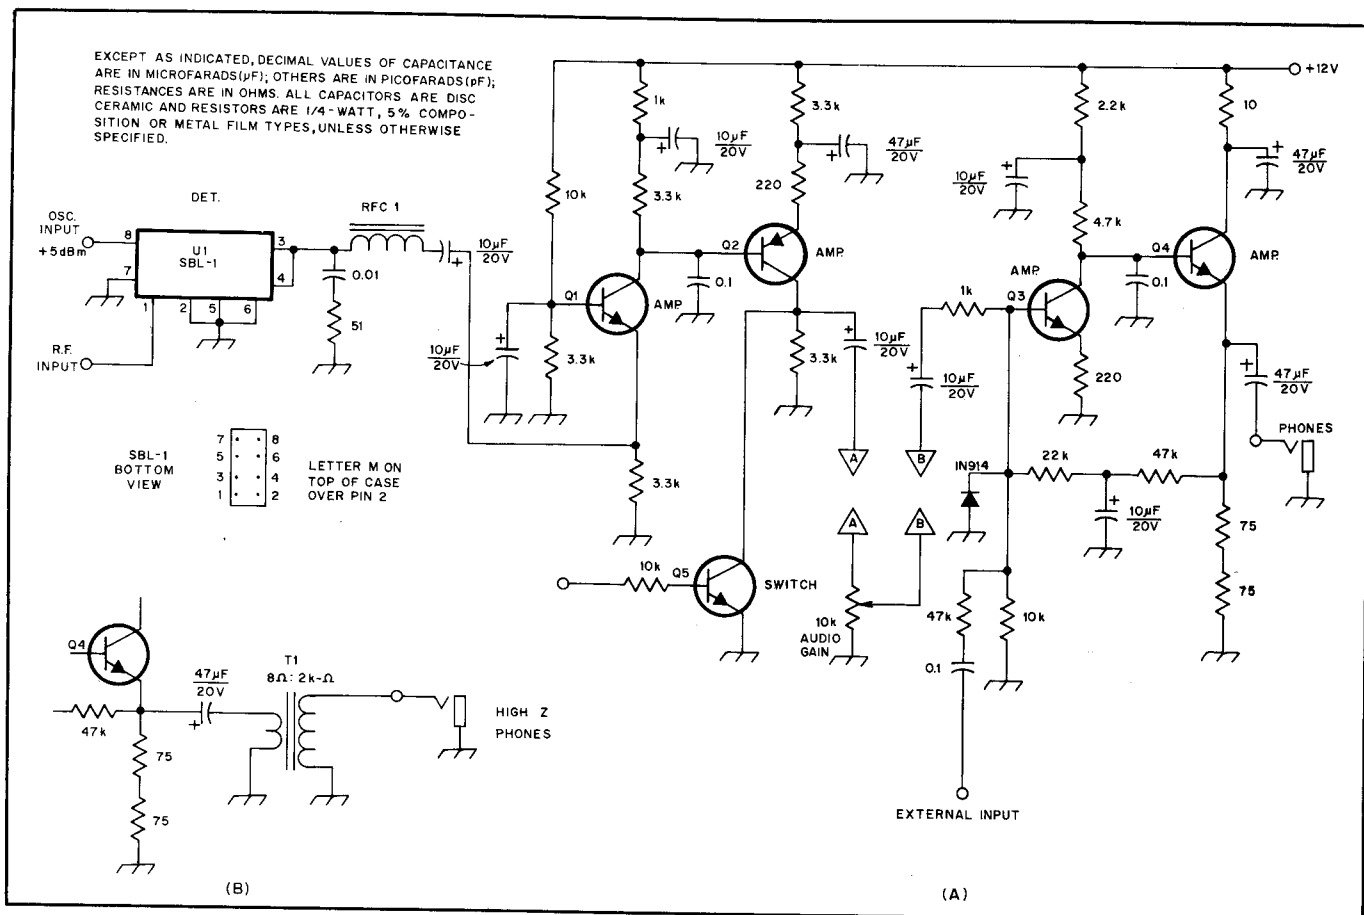 EXCEPT AS INDICATED, DECIMAL VALUES OF CAPACITANCE
ARE IN MICROFARADS(µF); OTHERS ARE IN PICOFARADS(pF);
RESISTANCES ARE IN OHMS. ALL CAPACITORS ARE DISC
CERAMIC AND RESISTORS ARE 1/4-WATT, 5% COMPO-
SITION OR METAL FILM TYPES, UNLESS OTHERWISE
SPECIFIED.
+12V
1k
3.3k
2.2k
10
10µF
20V
+
47µF
20V
+
10µF
20V
+
47µF
20V
+
10k
3.3k
220
4.7k
DET.
RFC 1
OSC.
INPUT
+5dBm
8
7
1
U1
SBL-1
3
4
2
5
6
R.F.
INPUT
0.01
51
10µF
20V
+
Q1
AMP.
Q2
AMP.
0.1
10µF
20V
+
3.3k
3.3k
3.3k
10µF
20V
+
1k
10µF
20V
+
Q3
AMP.
220
Q4
AMP.
0.1
47µF
20V
+
PHONES
SBL-1
BOTTOM
VIEW
7
8
5
6
3
4
1
2
LETTER M ON
TOP OF CASE
OVER PIN 2
A
B
A
B
1N914
22k
47k
10µF
20V
+
75
75
10k
Q5
SWITCH
10k
AUDIO
GAIN
47k
0.1
10k
EXTERNAL INPUT
Q4
47k
47µF
20V
+
75
75
T1
8Ω:2k-Ω
HIGH Z
PHONES
(B)
(A)